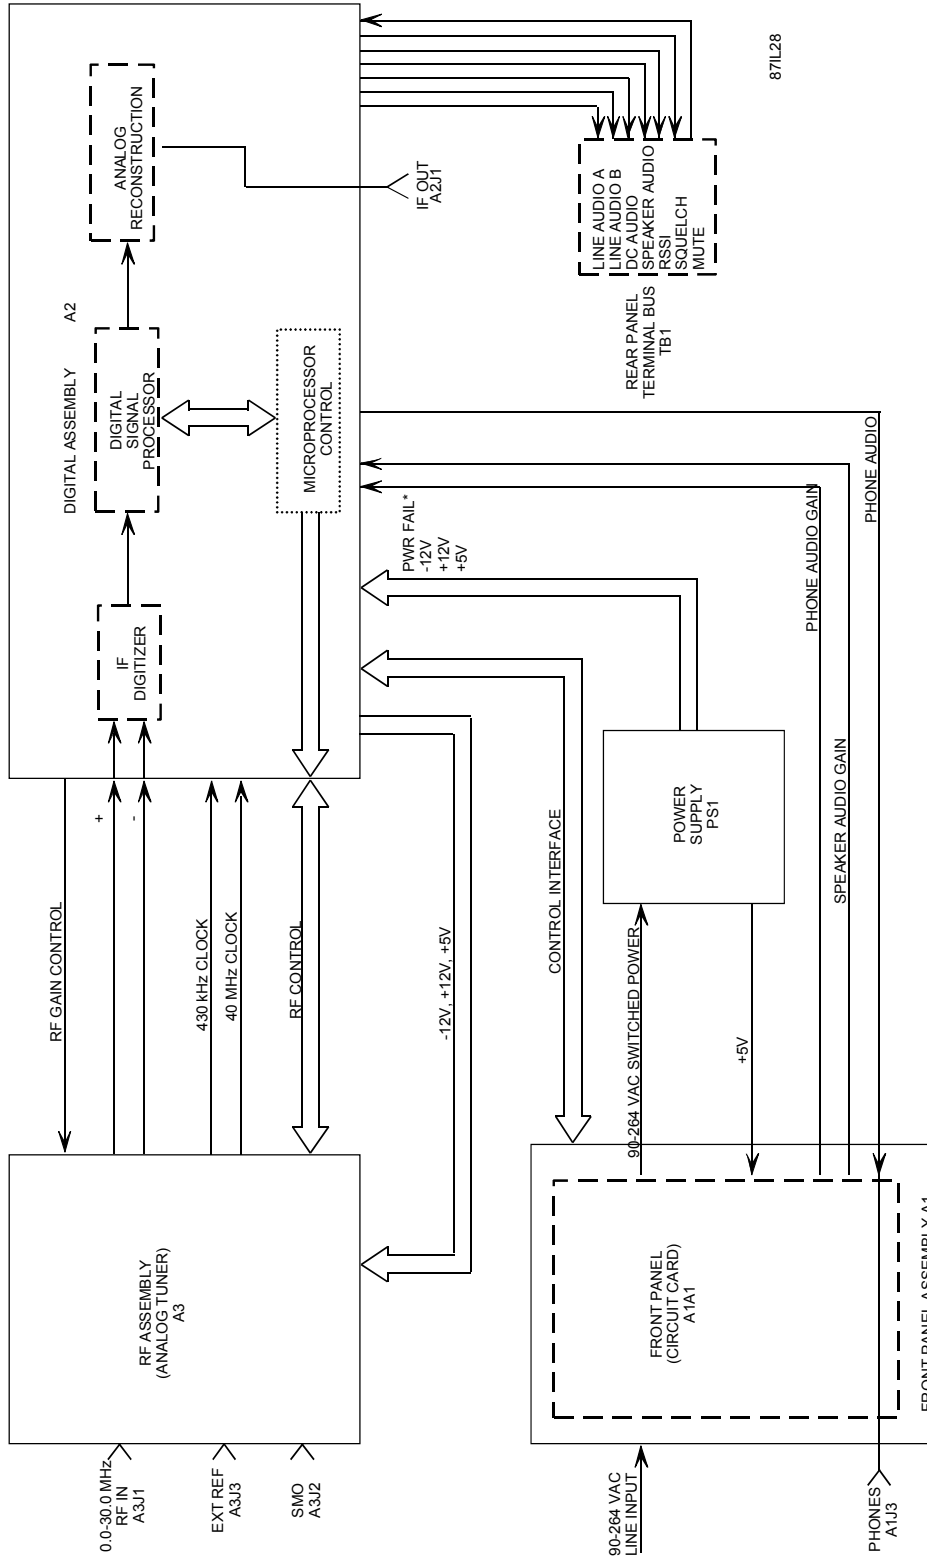 0.0-30.0 MHz
RF IN
A3J1
EXT REF
A3J3
SMO
A3J2
RF ASSEMBLY
(ANALOG TUNER)
A3
RF GAIN CONTROL
+
-
430 kHz CLOCK
40 MHz CLOCK
RF CONTROL
-12V, +12V, +5V
DIGITAL ASSEMBLY A2
IF
DIGITIZER
DIGITAL
SIGNAL
PROCESSOR
ANALOG
RECONSTRUCTION
MICROPROCESSOR
CONTROL
IF OUT
A2J1
90-264 VAC
LINE INPUT
PHONES
A1J3
FRONT PANEL
(CIRCUIT CARD)
A1A1
FRONT PANEL ASSEMBLY A1
CONTROL INTERFACE
90-264 VAC SWITCHED POWER
+5V
POWER
SUPPLY
PS1
PWR FAIL*
-12V
+12V
+5V
SPEAKER AUDIO GAIN
PHONE AUDIO GAIN
PHONE AUDIO
REAR PANEL
TERMINAL BUS
TB1
LINE AUDIO A
LINE AUDIO B
DC AUDIO
SPEAKER AUDIO
RSSI
SQUELCH
MUTE
87IL28